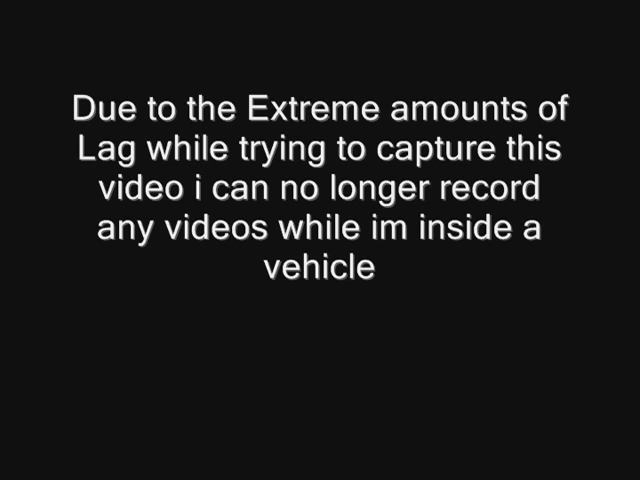 Due to the Extreme amounts of
Lag while trying to capture this
video i can no longer record
any videos while im inside a
vehicle